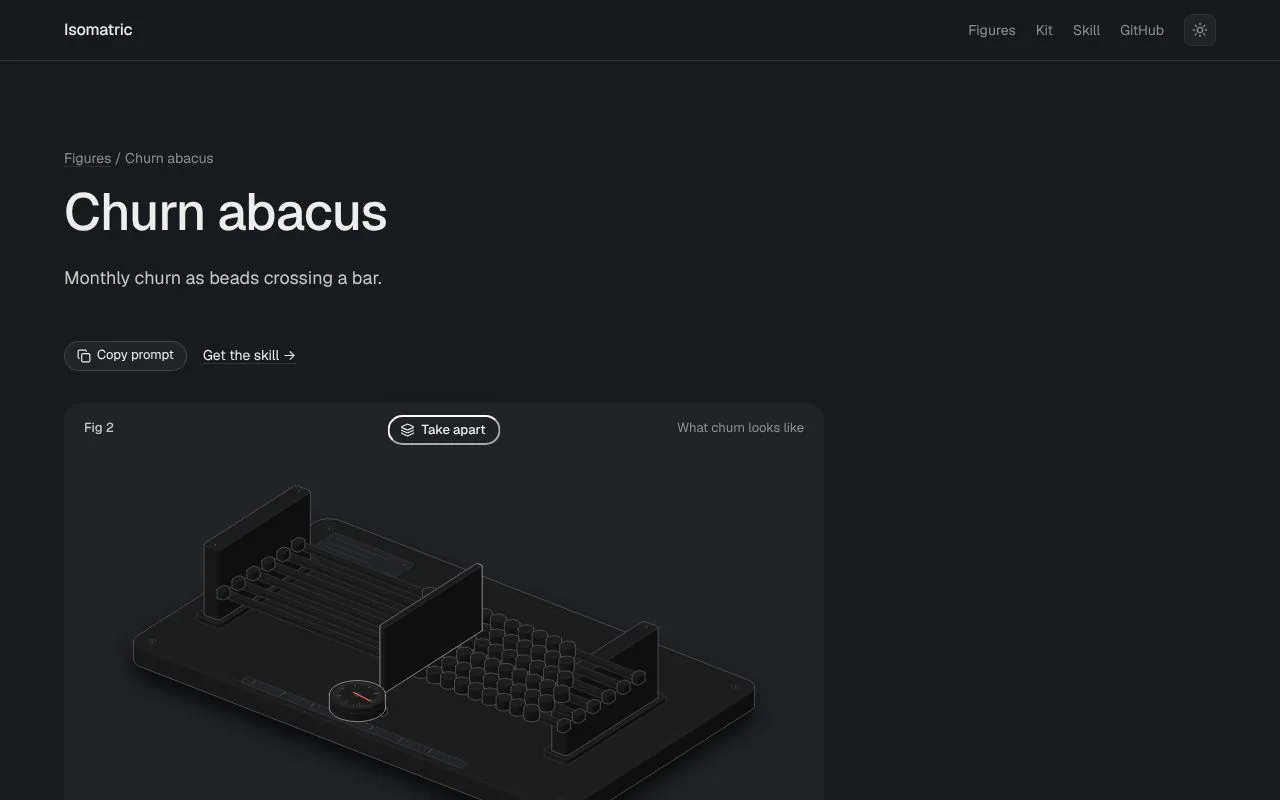 Isomatric
Figures
Kit
Skill
GitHub
Figures / Churn abacus
Churn abacus
Monthly churn as beads crossing a bar.
Copy prompt
Get the skill →
Fig 2
Take apart
What churn looks like